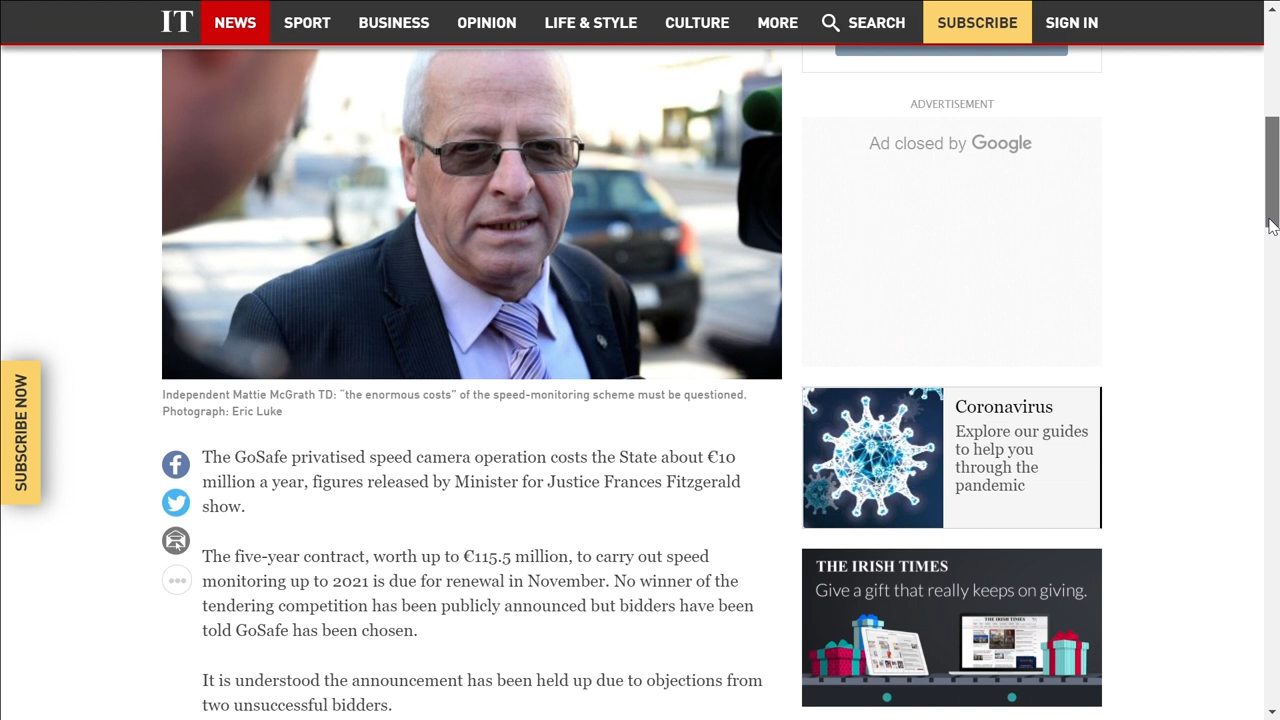 IT NEWS SPORT BUSINESS OPINION LIFE & STYLE CULTURE MORE SEARCH SUBSCRIBE SIGN IN
ADVERTISEMENT
Ad closed by Google
SUBSCRIBE NOW
Independent Mattie McGrath TD: "the enormous costs" of the speed-monitoring scheme must be questioned.
Photograph: Eric Luke
The GoSafe privatised speed camera operation costs the State about €10
million a year, figures released by Minister for Justice Frances Fitzgerald
show.
The five-year contract, worth up to €115.5 million, to carry out speed
monitoring up to 2021 is due for renewal in November. No winner of the
tendering competition has been publicly announced but bidders have been
told GoSafe has been chosen.
It is understood the announcement has been held up due to objections from
two unsuccessful bidders.
Coronavirus
Explore our guides
to help you
through the
pandemic
THE IRISH TIMES
Give a gift that really keeps on giving.
THE IRISH TIMES